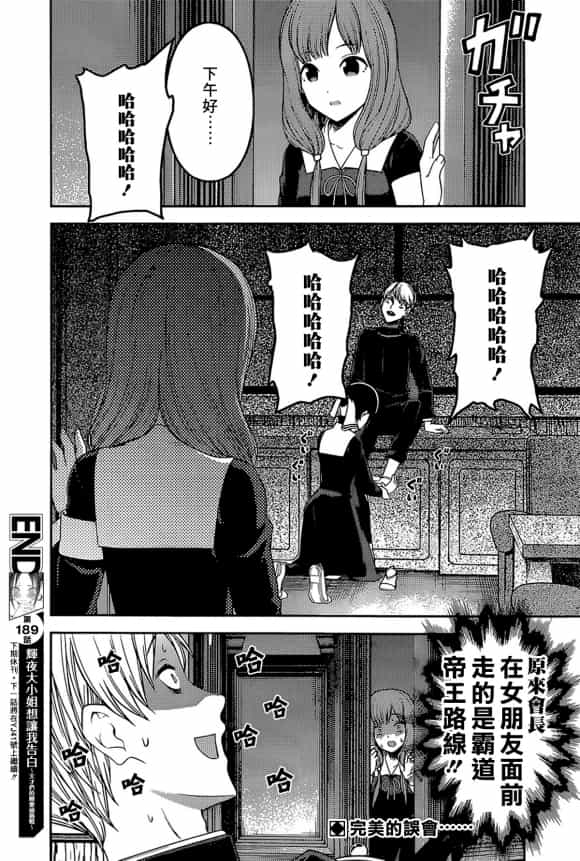 ガチャ
下午好……
哈哈哈哈哈！
哈哈哈哈哈！
哈哈哈哈哈！
ぐい
ぐい
原來會長
在女朋友面前
走的是霸道
帝王路線!!
哈
哈
哈
哈
哈
完美的誤會……
END
第189話
輝夜大小姐想讓我告白